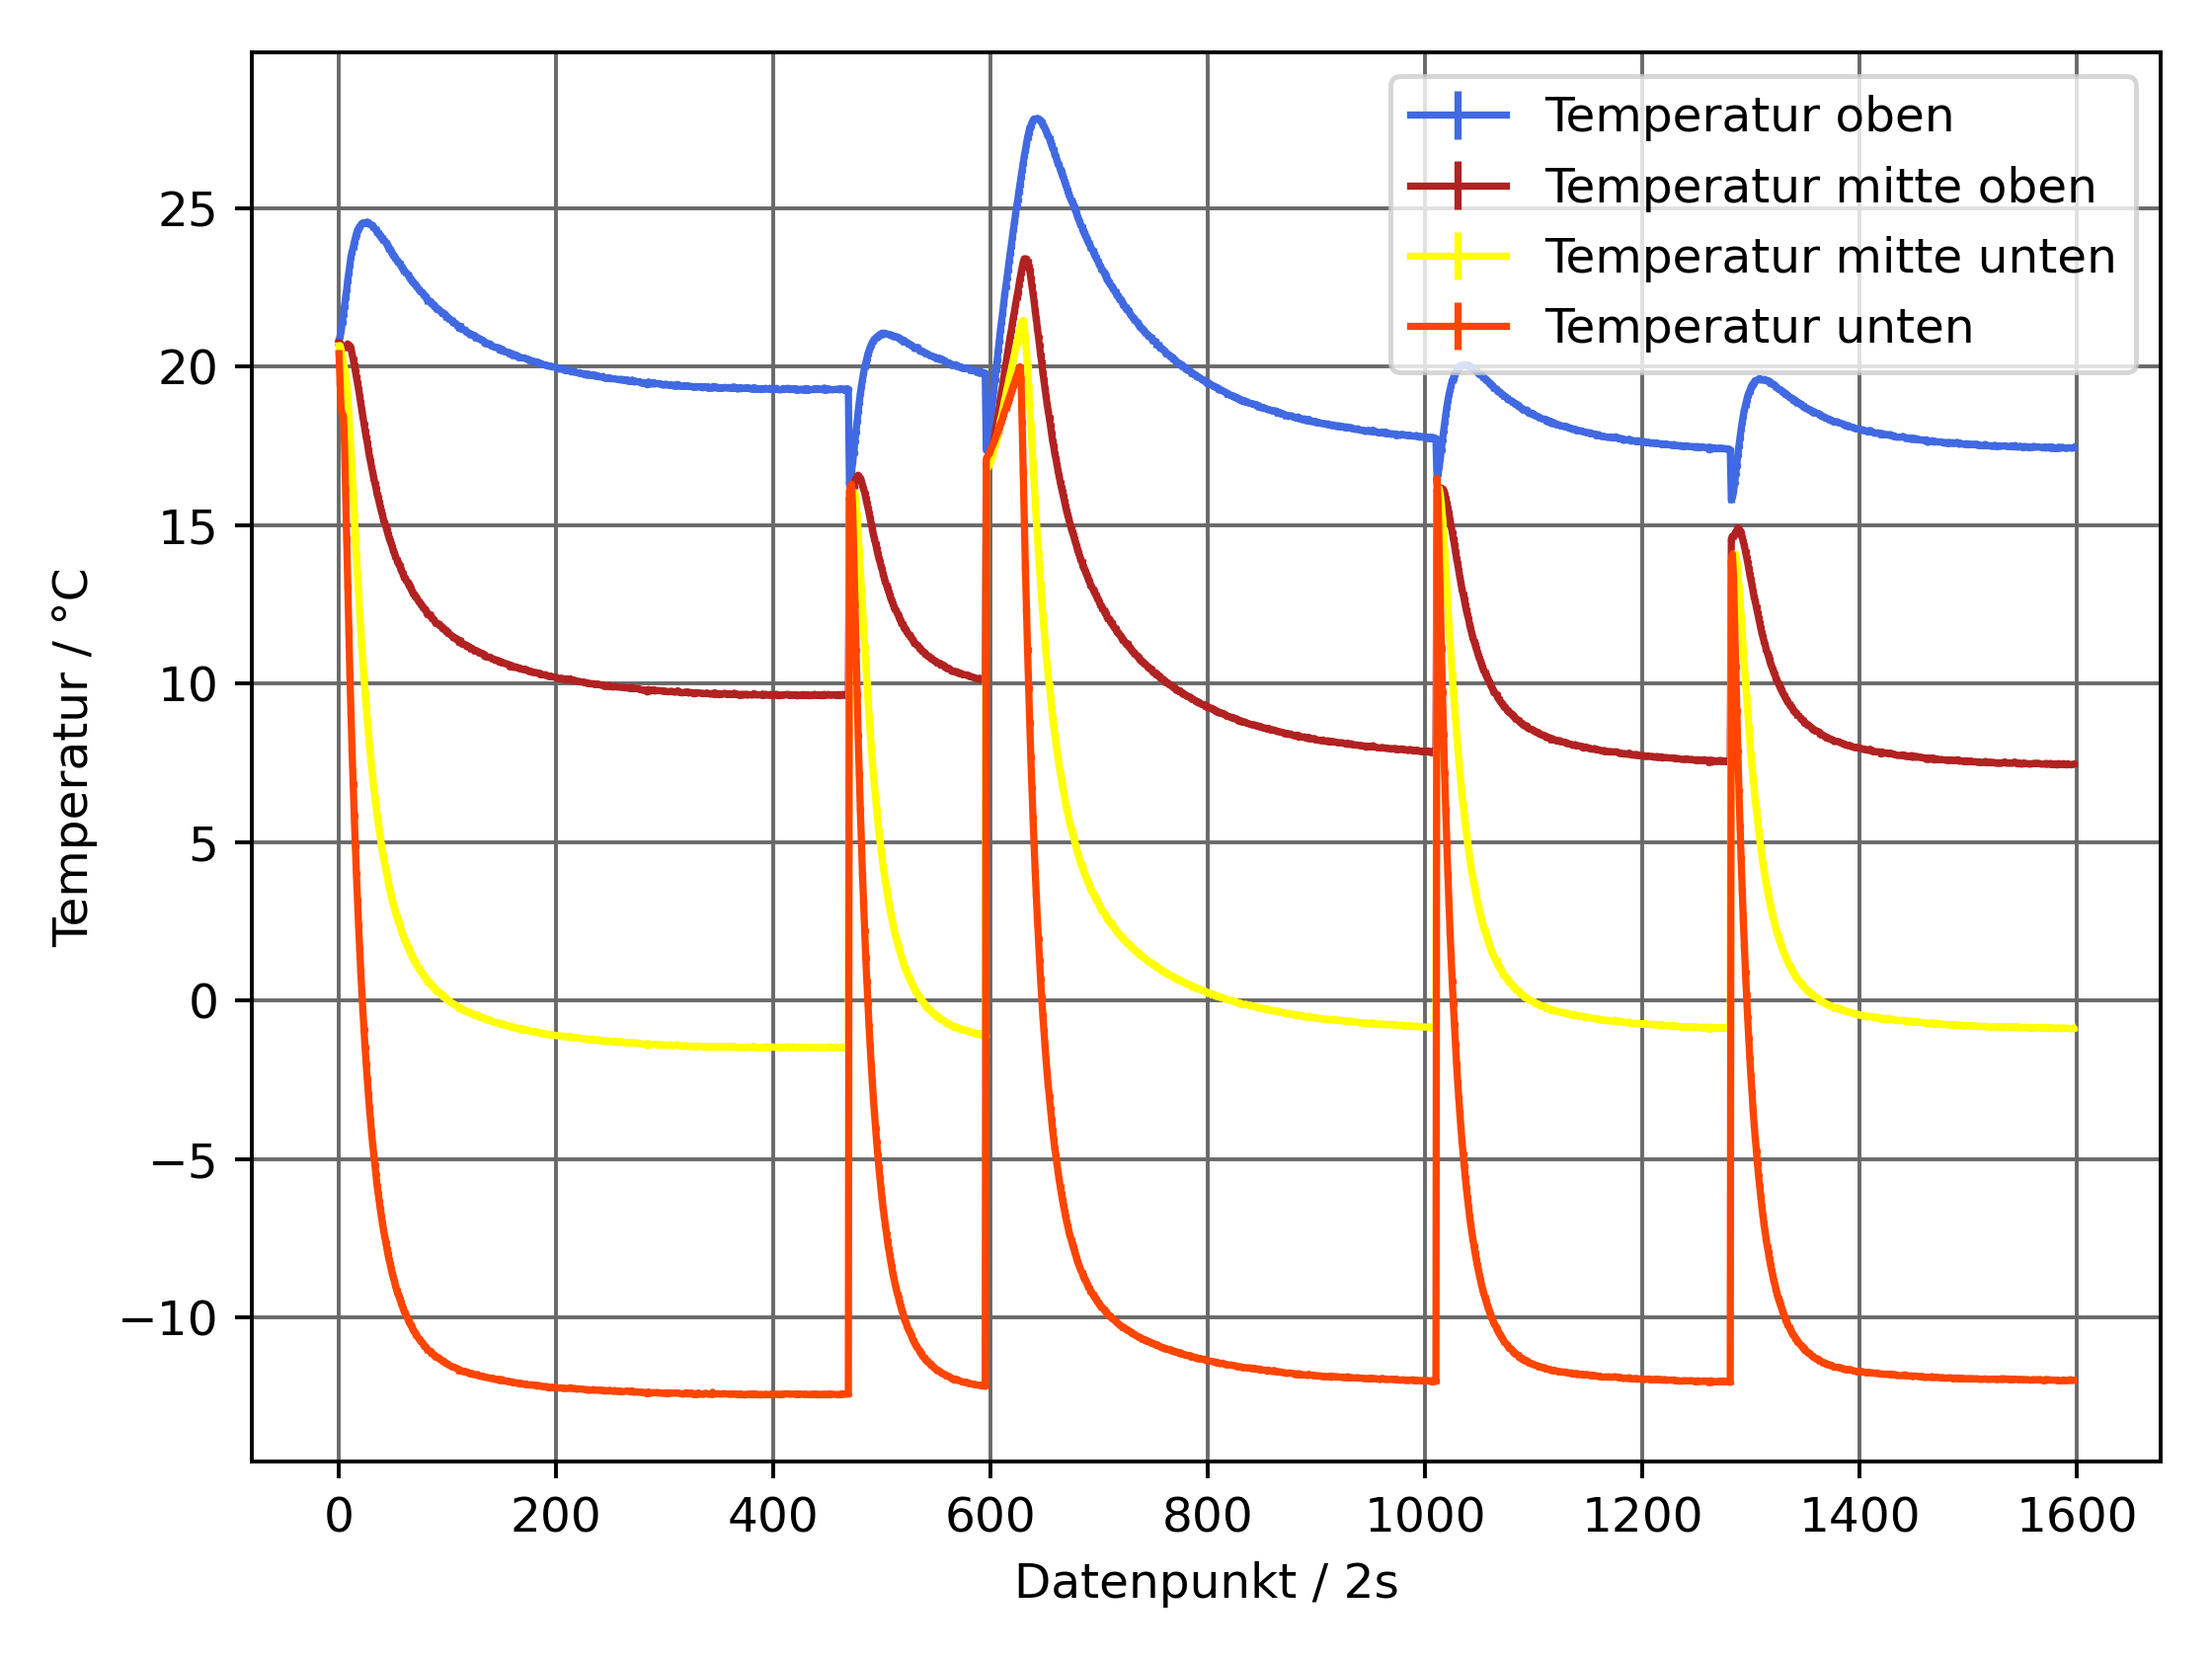 Temperatur oben
Temperatur mitte oben
Temperatur mitte unten
Temperatur unten
Temperatur / °C
25
20
15
10
5
0
−5
−10
0 200 400 600 800 1000 1200 1400 1600
Datenpunkt / 2s